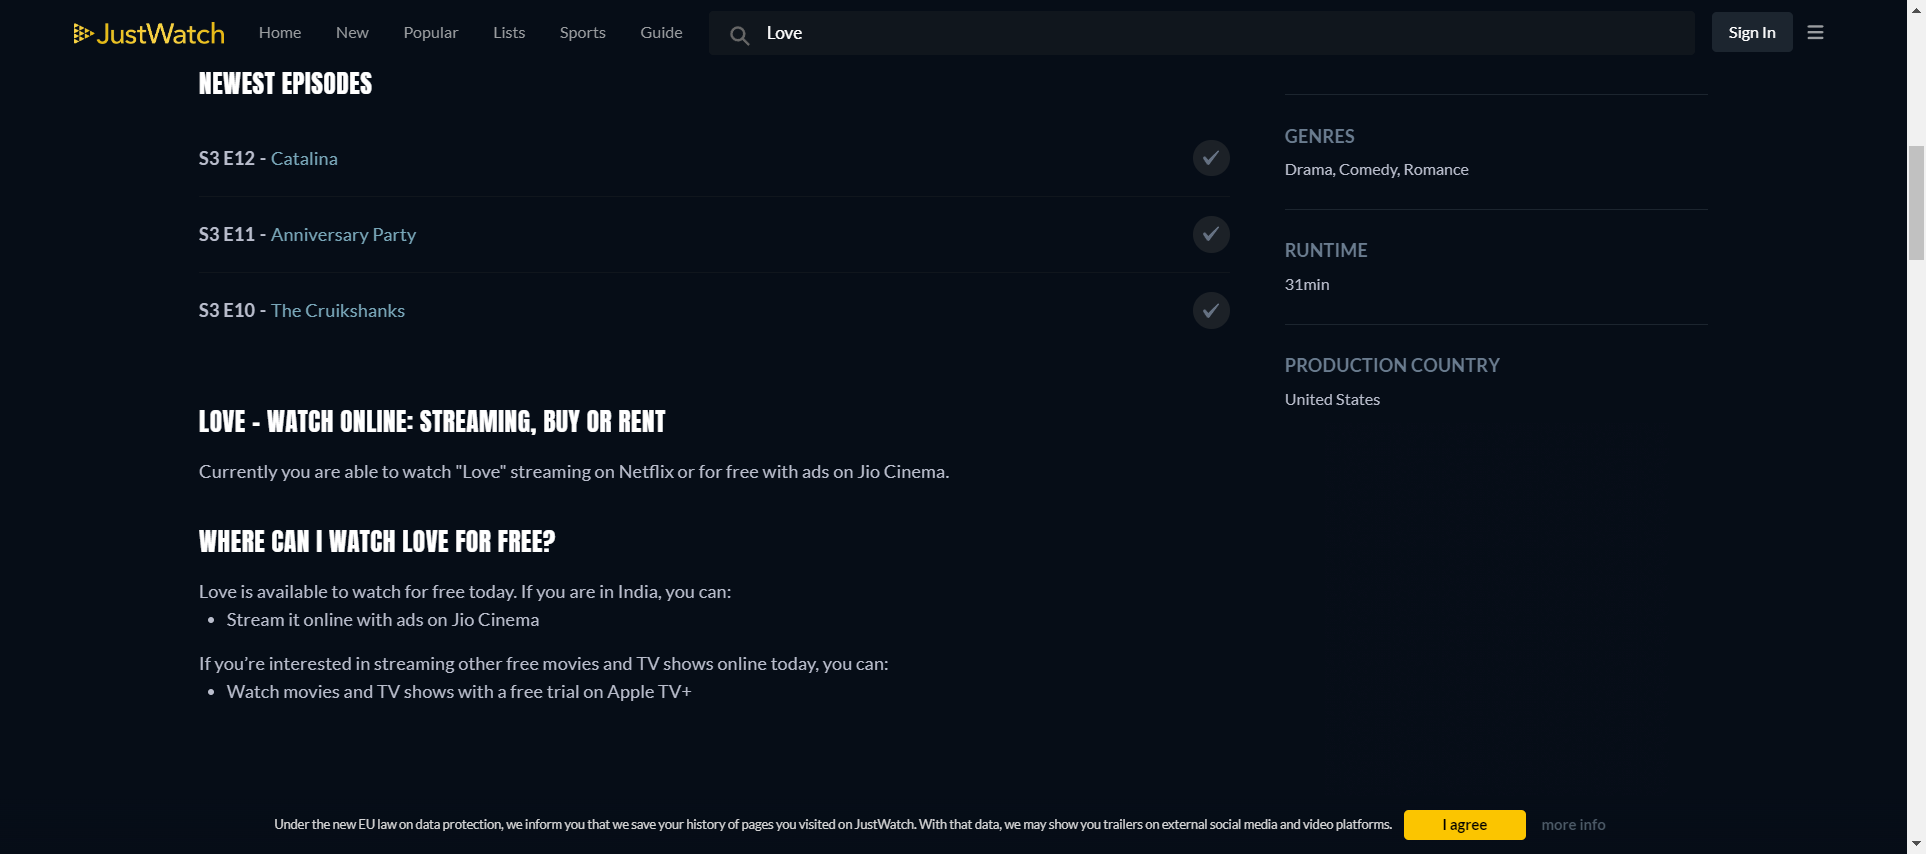 JustWatch Home New Popular Lists Sports Guide Love Sign In
NEWEST EPISODES
S3 E12 - Catalina
S3 E11 - Anniversary Party
S3 E10 - The Cruikshanks
GENRES
Drama, Comedy, Romance
RUNTIME
31min
PRODUCTION COUNTRY
United States
LOVE - WATCH ONLINE: STREAMING, BUY OR RENT
Currently you are able to watch "Love" streaming on Netflix or for free with ads on Jio Cinema.
WHERE CAN I WATCH LOVE FOR FREE?
Love is available to watch for free today. If you are in India, you can:
• Stream it online with ads on Jio Cinema
If you’re interested in streaming other free movies and TV shows online today, you can:
• Watch movies and TV shows with a free trial on Apple TV+
Under the new EU law on data protection, we inform you that we save your history of pages you visited on JustWatch. With that data, we may show you trailers on external social media and video platforms. I agree more info